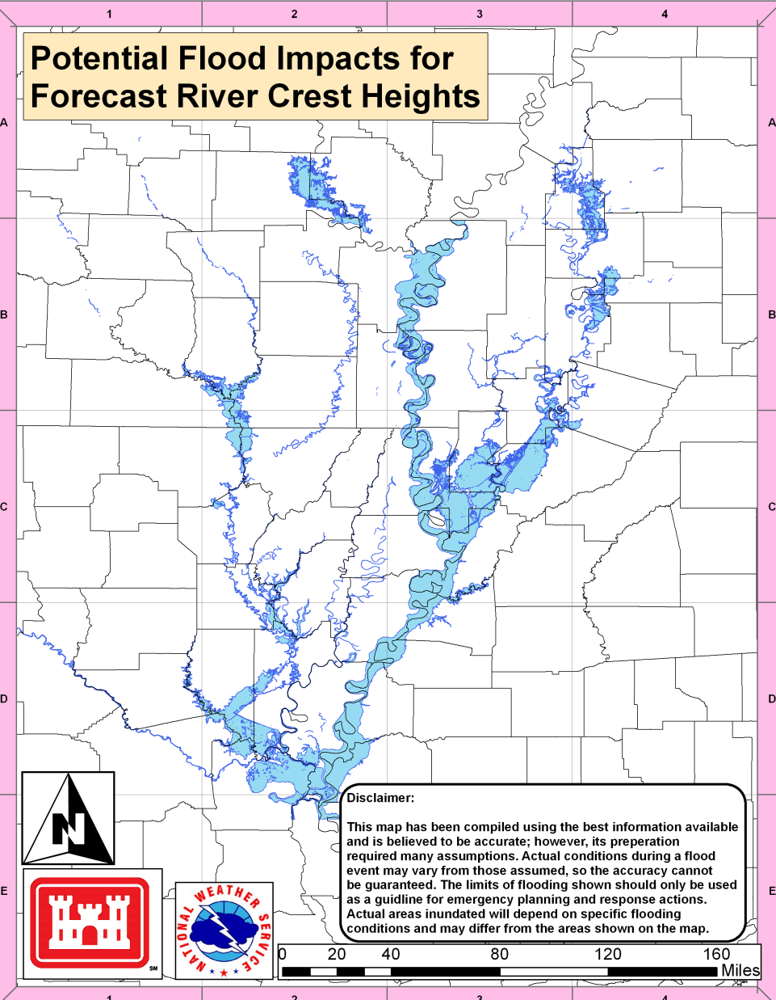 1 2 3 4
Potential Flood Impacts for
Forecast River Crest Heights
A A
B B
C C
D D
E E
N
Disclaimer:
This map has been compiled using the best information available
and is believed to be accurate; however, its preperation
required many assumptions. Actual conditions during a flood
event may vary from those assumed, so the accuracy cannot
be guaranteed. The limits of flooding shown should only be used
as a guidline for emergency planning and response actions.
Actual areas inundated will depend on specific flooding
conditions and may differ from the areas shown on the map.
SM
NATIONAL WEATHER SERVICE
0 20 40 80 120 160
Miles
1 2 3 4